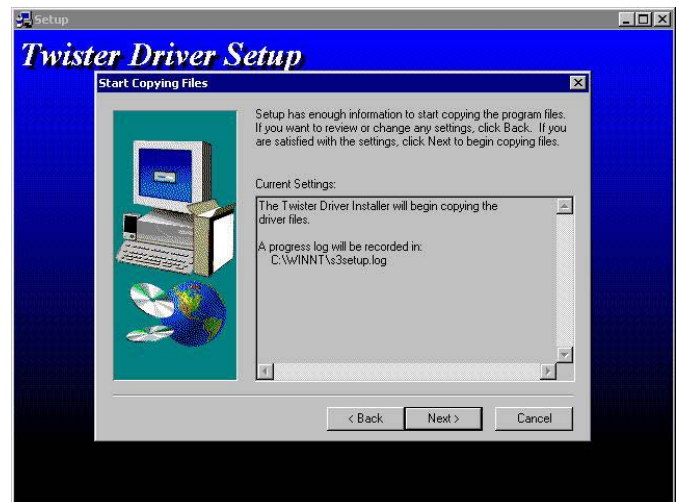 Setup
Twister Driver Setup
Start Copying Files
Setup has enough information to start copying the program files.
If you want to review or change any settings, click Back. If you
are satisfied with the settings, click Next to begin copying files.
Current Settings:
The Twister Driver Installer will begin copying the
driver files.
A progress log will be recorded in:
C:\WINNT\s3setup.log
< Back
Next >
Cancel